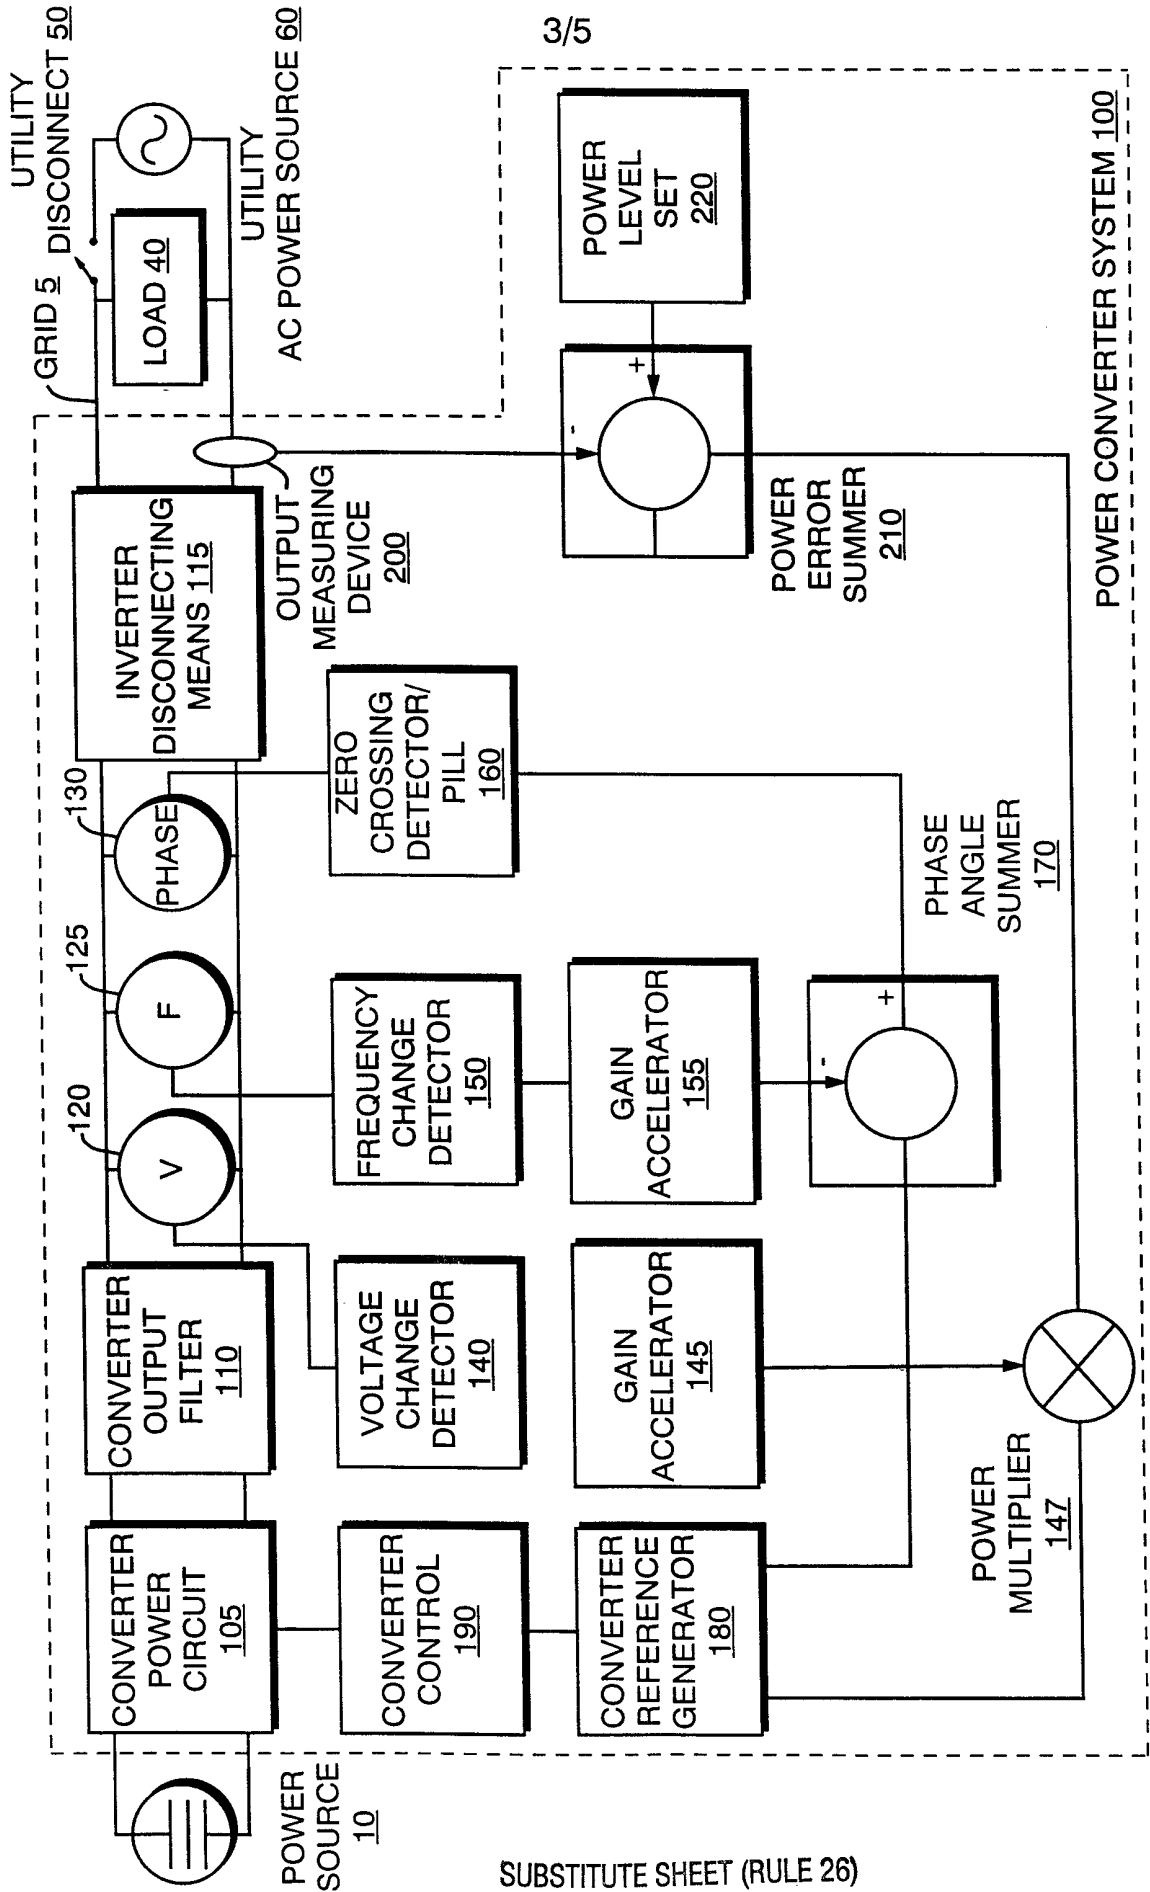 3/5
UTILITY
DISCONNECT 50
GRID 5
LOAD 40
UTILITY
AC POWER SOURCE 60
POWER
SOURCE
10
CONVERTER
POWER
CIRCUIT
105
CONVERTER
OUTPUT
FILTER
110
120
V
125
F
130
PHASE
INVERTER
DISCONNECTING
MEANS 115
OUTPUT
MEASURING
DEVICE
200
CONVERTER
CONTROL
190
VOLTAGE
CHANGE
DETECTOR
140
FREQUENCY
CHANGE
DETECTOR
150
ZERO
CROSSING
DETECTOR/
PILL
160
CONVERTER
REFERENCE
GENERATOR
180
GAIN
ACCELERATOR
145
GAIN
ACCELERATOR
155
-
+
PHASE
ANGLE
SUMMER
170
-
+
POWER
ERROR
SUMMER
210
POWER
LEVEL
SET
220
POWER
MULTIPLIER
147
POWER CONVERTER SYSTEM 100
SUBSTITUTE SHEET (RULE 26)